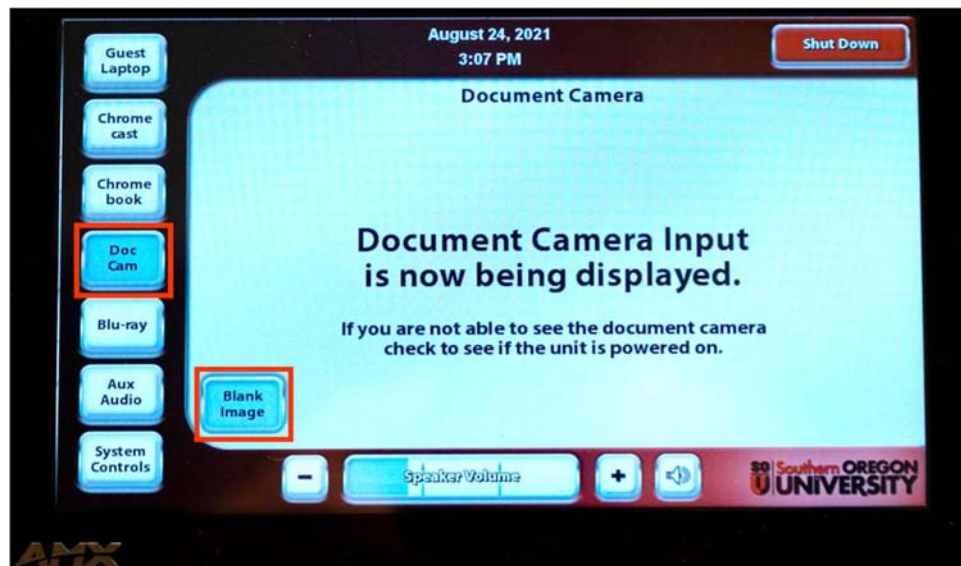 August 24, 2021
3:07 PM
Shut Down
Guest
Laptop
Chrome
cast
Chrome
book
Doc
Cam
Blu-ray
Aux
Audio
System
Controls
Document Camera
Document Camera Input
is now being displayed.
If you are not able to see the document camera
check to see if the unit is powered on.
Blank
Image
-
Speaker Volume
+
SO Southern OREGON
U UNIVERSITY
AMX